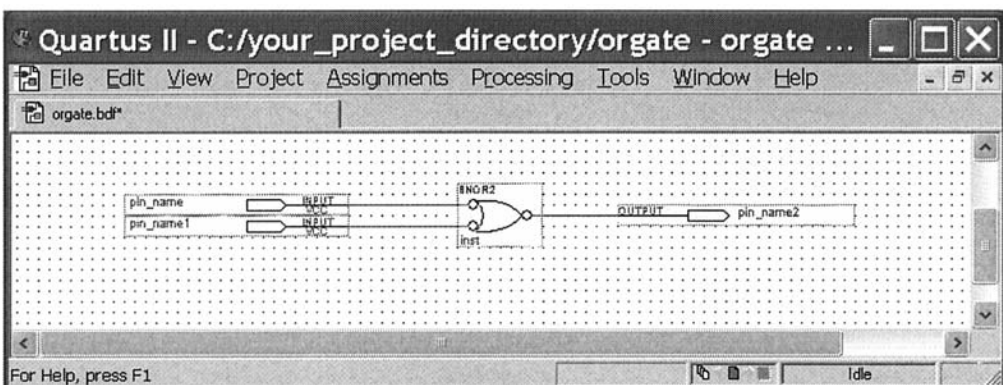 Quartus II - C:/your_project_directory/orgate - orgate ...
File Edit View Project Assignments Processing Tools Window Help
orgate.bdf*
pin_name INPUT VCC
pin_name1 INPUT VCC
BNOR2
inst
OUTPUT pin_name2
For Help, press F1 Idle